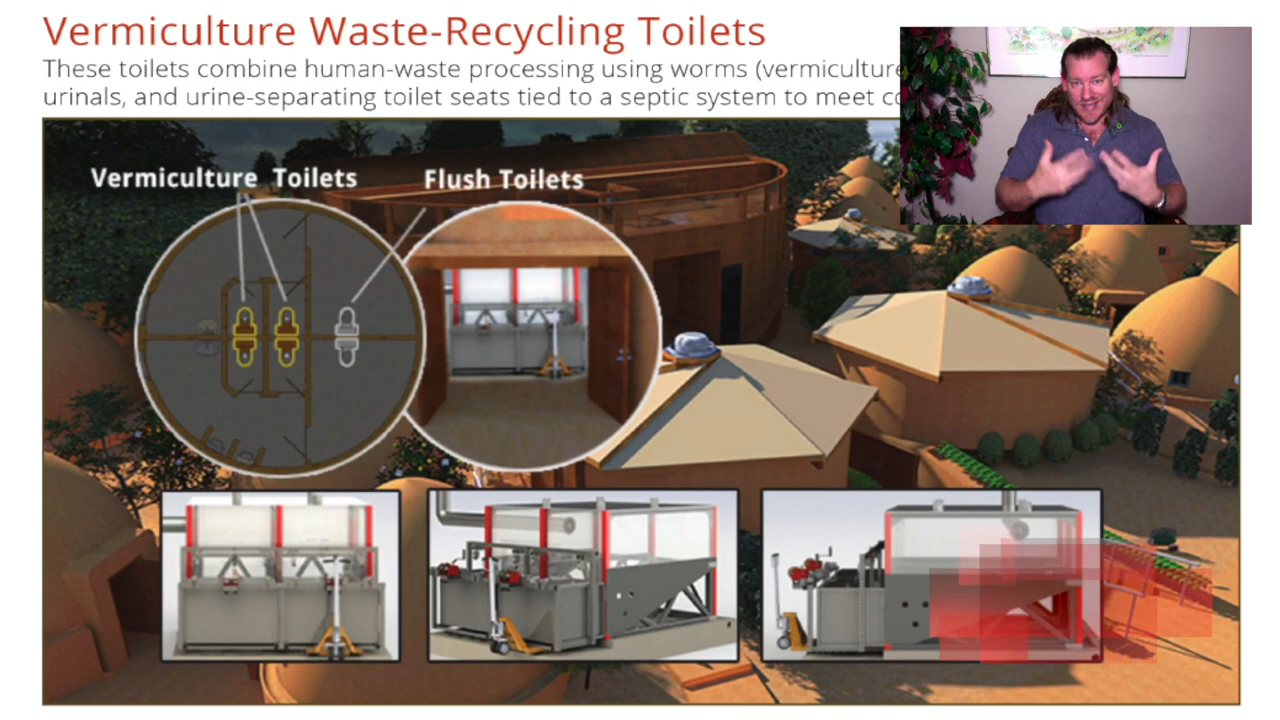 Vermiculture Waste-Recycling Toilets
These toilets combine human-waste processing using worms (vermiculture
urinals, and urine-separating toilet seats tied to a septic system to meet
Vermiculture Toilets
Flush Toilets